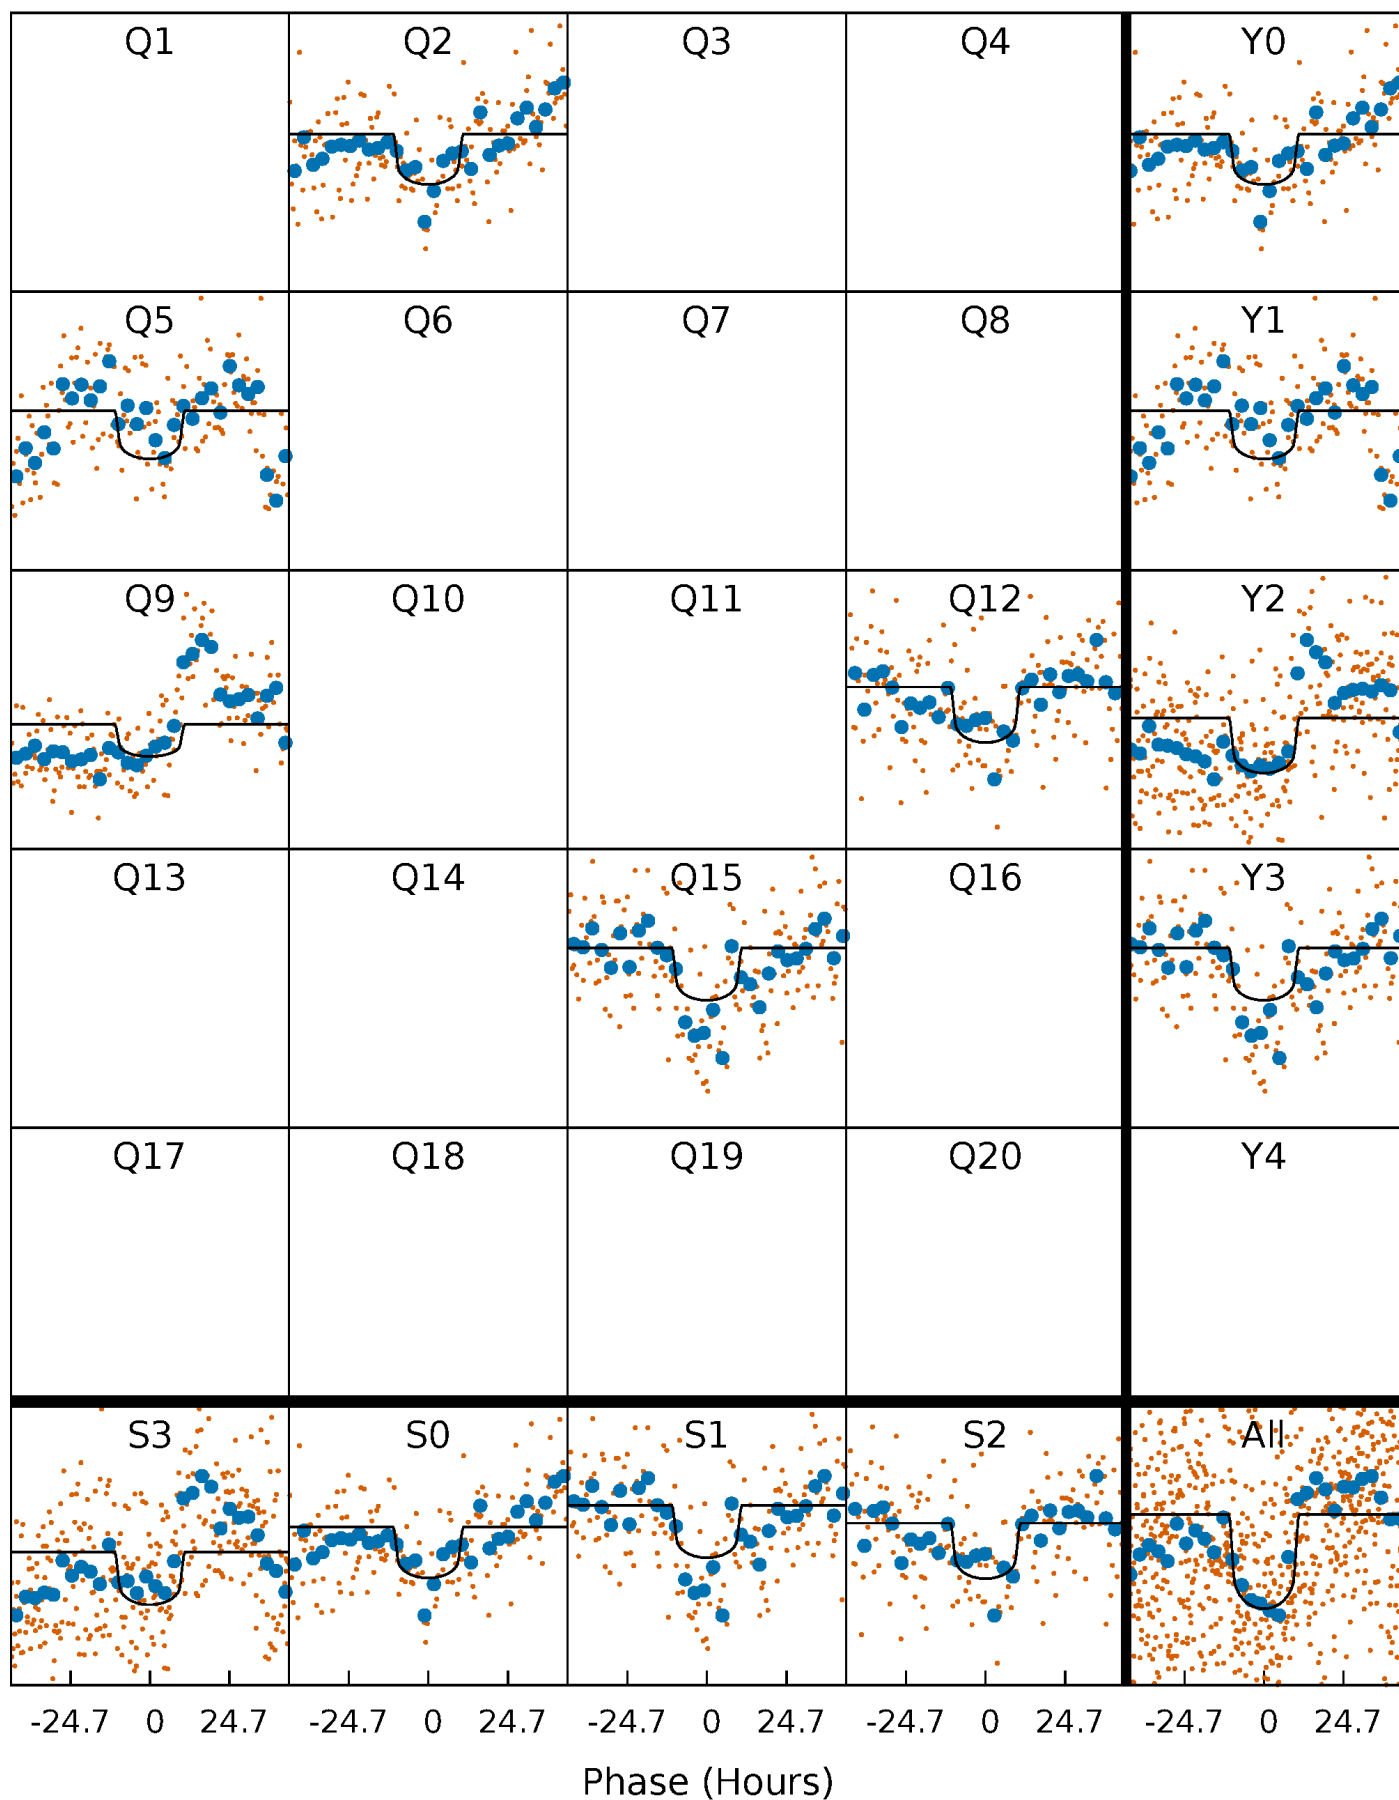 Q1 Q2 Q3 Q4 Y0
Q5 Q6 Q7 Q8 Y1
Q9 Q10 Q11 Q12 Y2
Q13 Q14 Q15 Q16 Y3
Q17 Q18 Q19 Q20 Y4
S3 S0 S1 S2 All
-24.7 0 24.7 -24.7 0 24.7 -24.7 0 24.7 -24.7 0 24.7 -24.7 0 24.7
Phase (Hours)